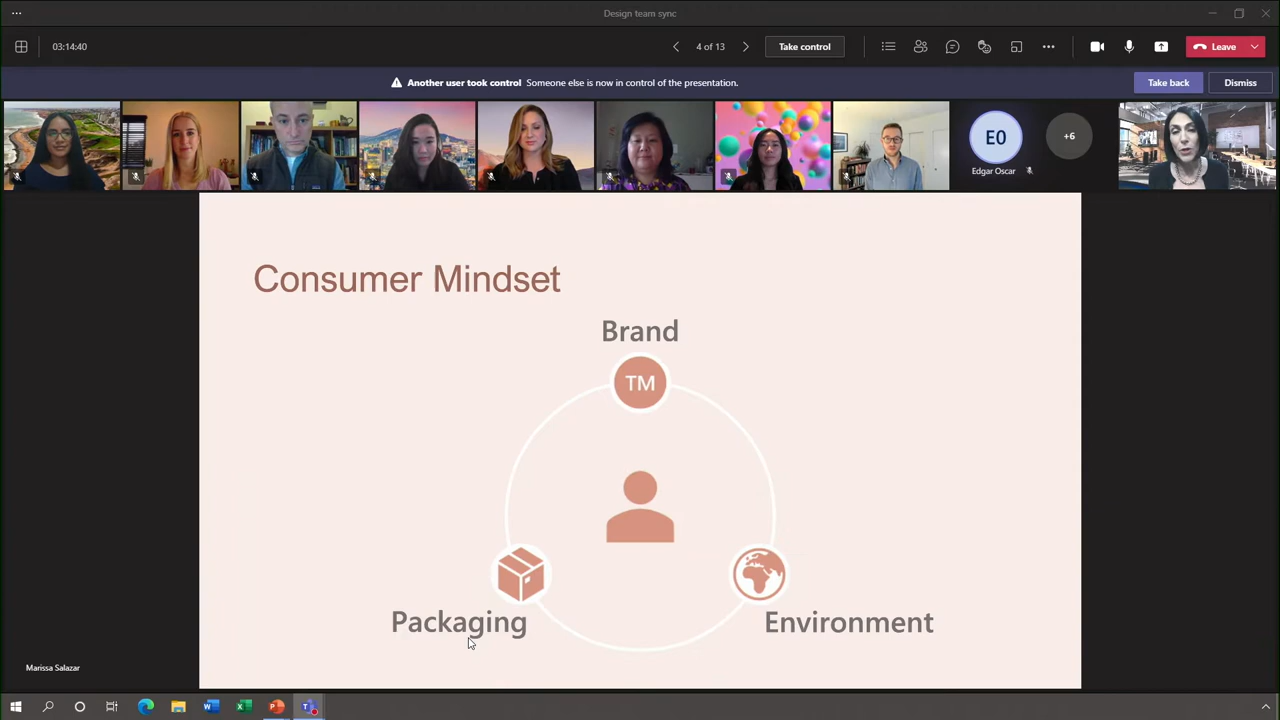 Design team sync
03:14:40
4 of 13
Take control
Leave
Another user took control Someone else is now in control of the presentation.
Take back
Dismiss
EO
Edgar Oscar
+6
Consumer Mindset
Brand
TM
Packaging
Environment
Marissa Salazar